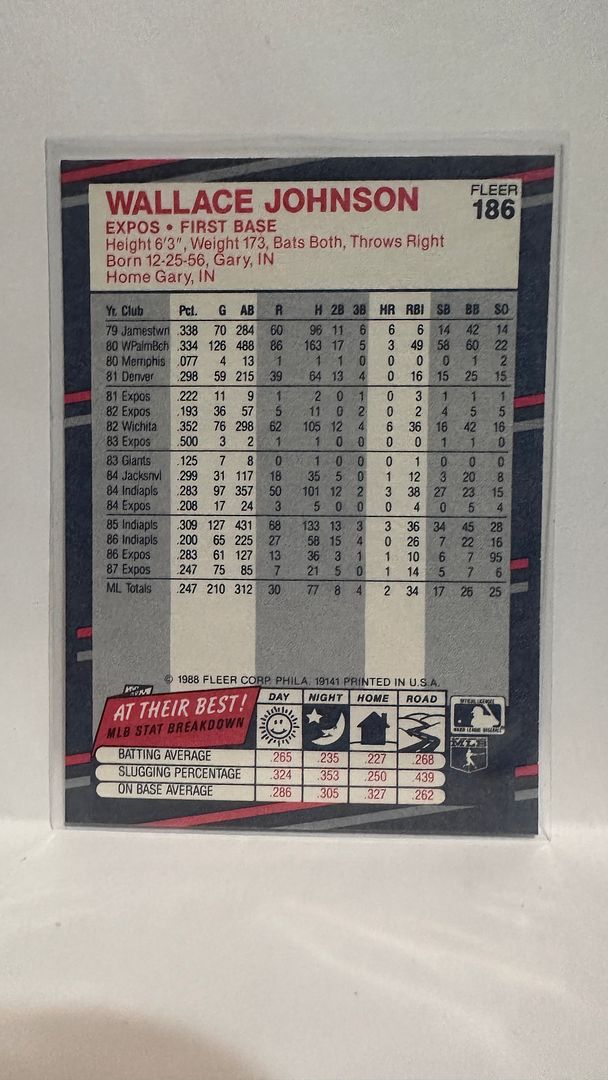 WALLACE JOHNSON
FLEER
186
EXPOS • FIRST BASE
Height 6'3", Weight 173, Bats Both, Throws Right
Born 12-25-56, Gary, IN
Home Gary, IN
Yr. Club Pct. G AB R H 2B 3B HR RBI SB BB SO
79 Jamestwn .338 70 284 60 96 11 6 6 6 14 42 14
80 WPalmBch .334 126 488 86 163 17 5 3 49 58 60 22
80 Memphis .077 4 13 1 1 1 0 0 0 0 1 2
81 Denver .298 59 215 39 64 13 4 0 16 15 25 15
81 Expos .222 11 9 1 2 0 1 0 3 1 1 1
82 Expos .193 36 57 5 11 0 2 0 2 4 5 5
82 Wichita .352 76 298 62 105 12 4 6 36 16 42 16
83 Expos .500 3 2 1 1 0 0 0 0 1 1 0
83 Giants .125 7 8 0 1 0 0 0 1 0 0 0
84 Jacksnvl .299 31 117 18 35 5 0 1 12 3 20 8
84 Indiapls .283 97 357 50 101 12 2 3 38 27 23 15
84 Expos .208 17 24 3 5 0 0 0 4 0 5 4
85 Indiapls .309 127 431 68 133 13 3 3 36 34 45 28
86 Indiapls .200 65 225 27 58 15 4 0 26 7 22 16
86 Expos .283 61 127 13 36 3 1 1 10 6 7 95
87 Expos .247 75 85 7 21 5 0 1 14 5 7 6
ML Totals .247 210 312 30 77 8 4 2 34 17 26 25
© 1988 FLEER CORP. PHILA. 19141 PRINTED IN U.S.A.
AT THEIR BEST!
MLB STAT BREAKDOWN
DAY NIGHT HOME ROAD
BATTING AVERAGE .265 .235 .227 .268
SLUGGING PERCENTAGE .324 .353 .250 .439
ON BASE AVERAGE .286 .305 .327 .262
OFFICIAL LICENSEE
MAJOR LEAGUE BASEBALL